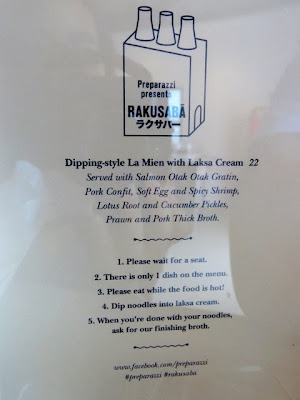 Preparazzi
presents
RAKUSABĀ
ラクサバー
Dipping-style La Mien with Laksa Cream 22
Served with Salmon Otak Otak Gratin,
Pork Confit, Soft Egg and Spicy Shrimp,
Lotus Root and Cucumber Pickles,
Prawn and Pork Thick Broth.
1. Please wait for a seat.
2. There is only 1 dish on the menu.
3. Please eat while the food is hot!
4. Dip noodles into laksa cream.
5. When you're done with your noodles,
ask for our finishing broth.
www.facebook.com/preparazzi
#preparazzi #rakusaba